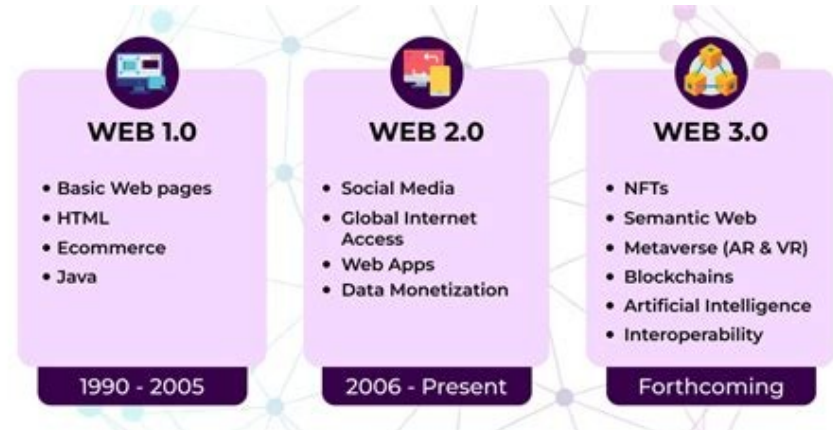 WEB 1.0
• Basic Web pages
• HTML
• Ecommerce
• Java
1990 - 2005
WEB 2.0
• Social Media
• Global Internet
Access
• Web Apps
• Data Monetization
2006 - Present
WEB 3.0
• NFTs
• Semantic Web
• Metaverse (AR & VR)
• Blockchains
• Artificial Intelligence
• Interoperability
Forthcoming